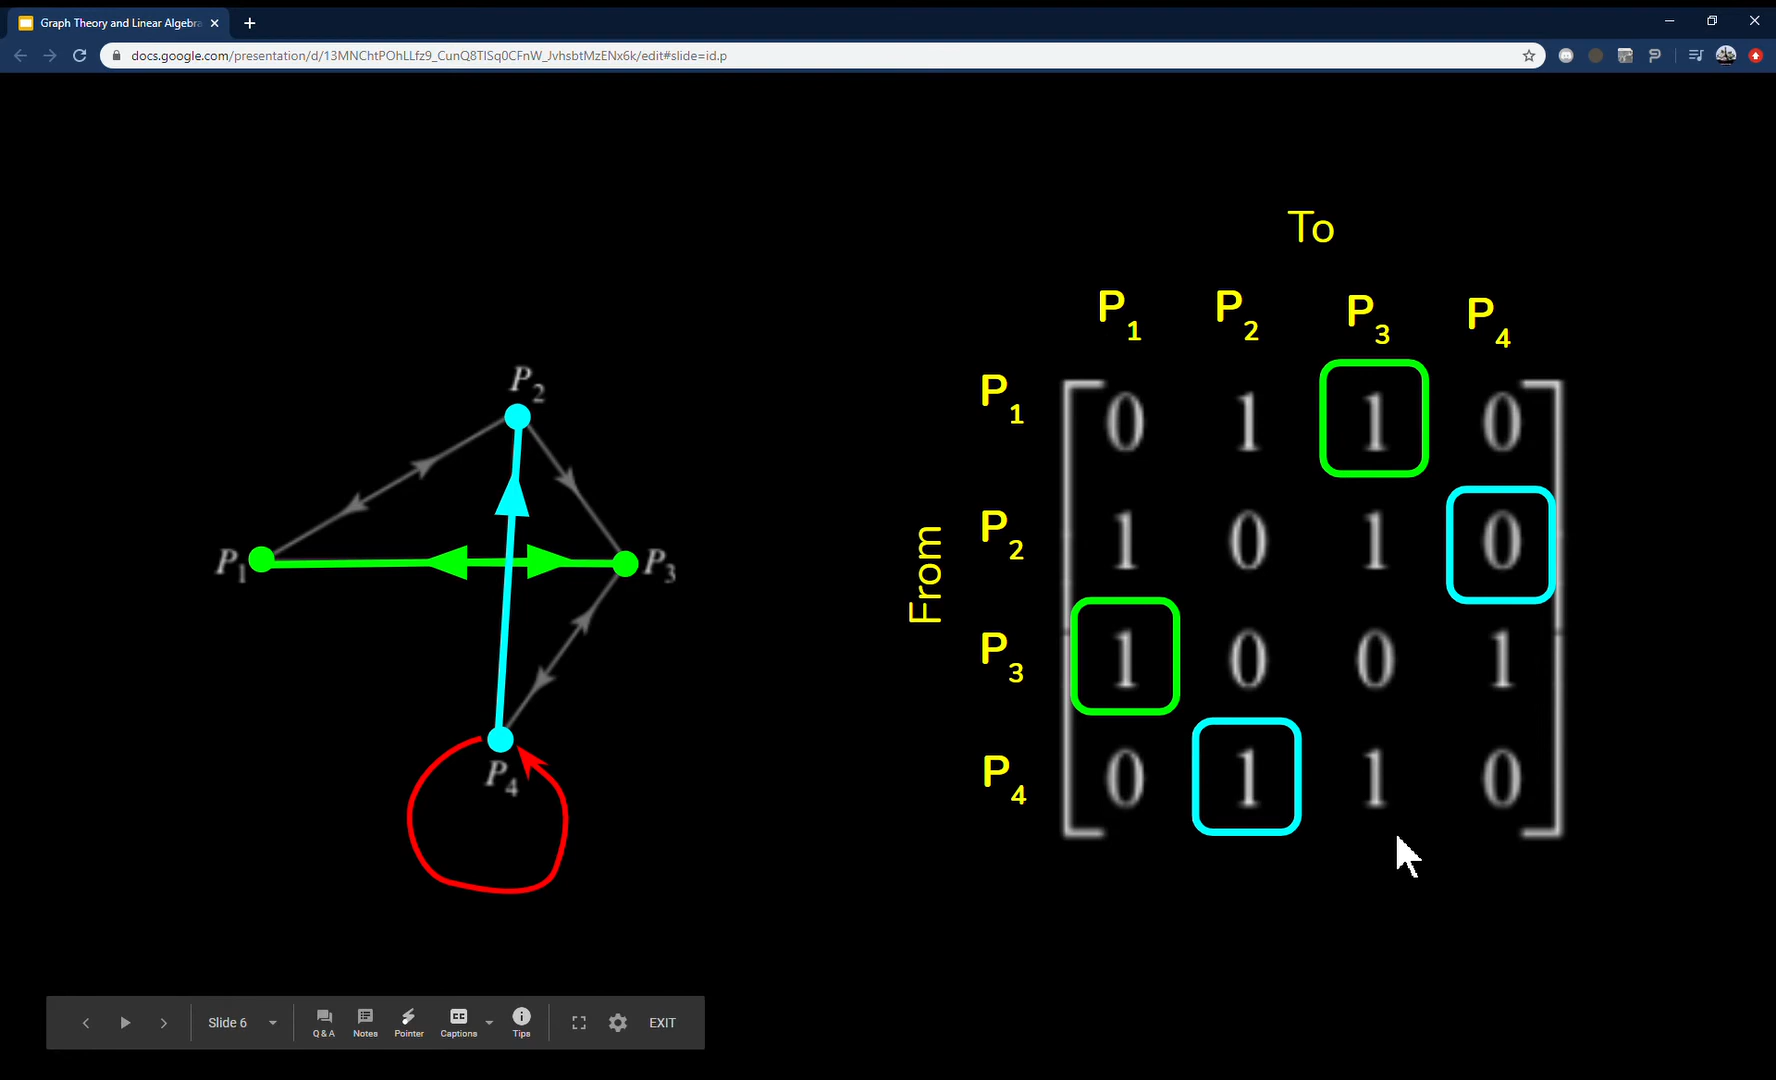 Graph Theory and Linear Algebra
docs.google.com/presentation/d/13MNChtPOhLLfz9_CunQ8TISq0CFnW_JvhsbtMzENx6k/edit#slide=id.p
To
P1 P2 P3 P4
From
P1 0 1 1 0
P2 1 0 1 0
P3 1 0 0 1
P4 0 1 1 0
P2
P1
P3
P4
Slide 6
Q & A
Notes
Pointer
CC
Captions
Tips
EXIT